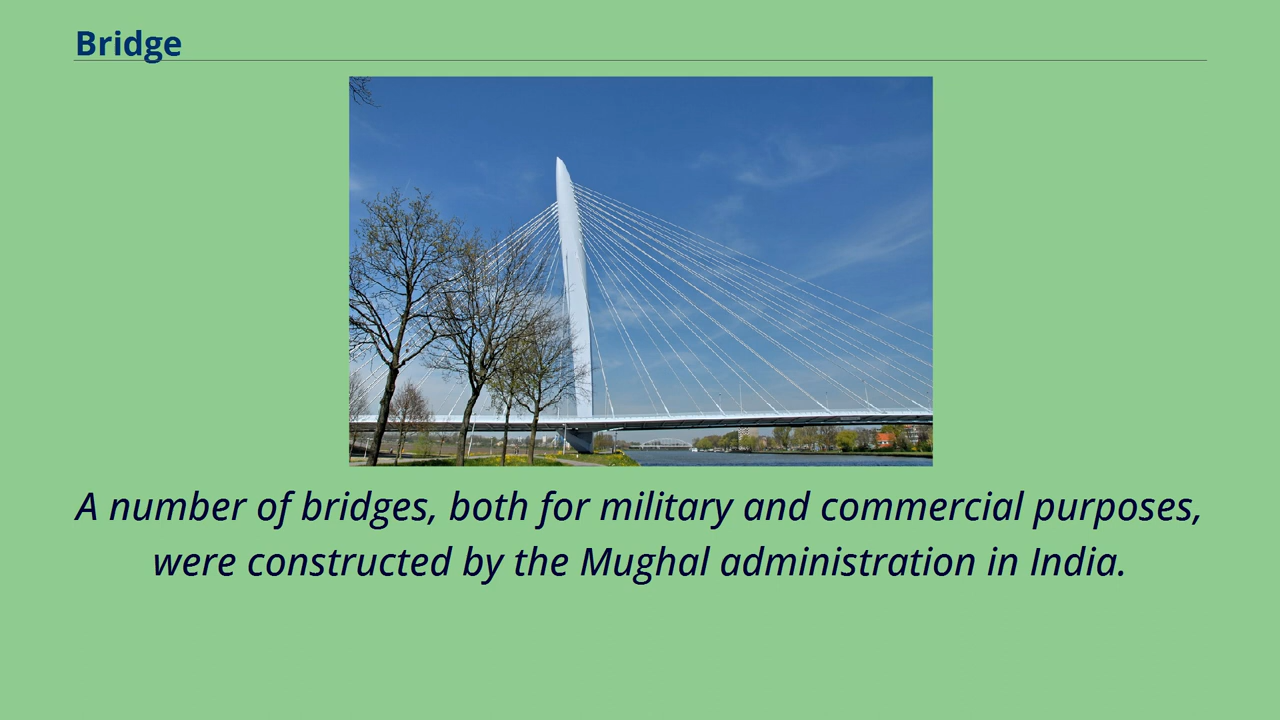 Bridge
A number of bridges, both for military and commercial purposes,
were constructed by the Mughal administration in India.